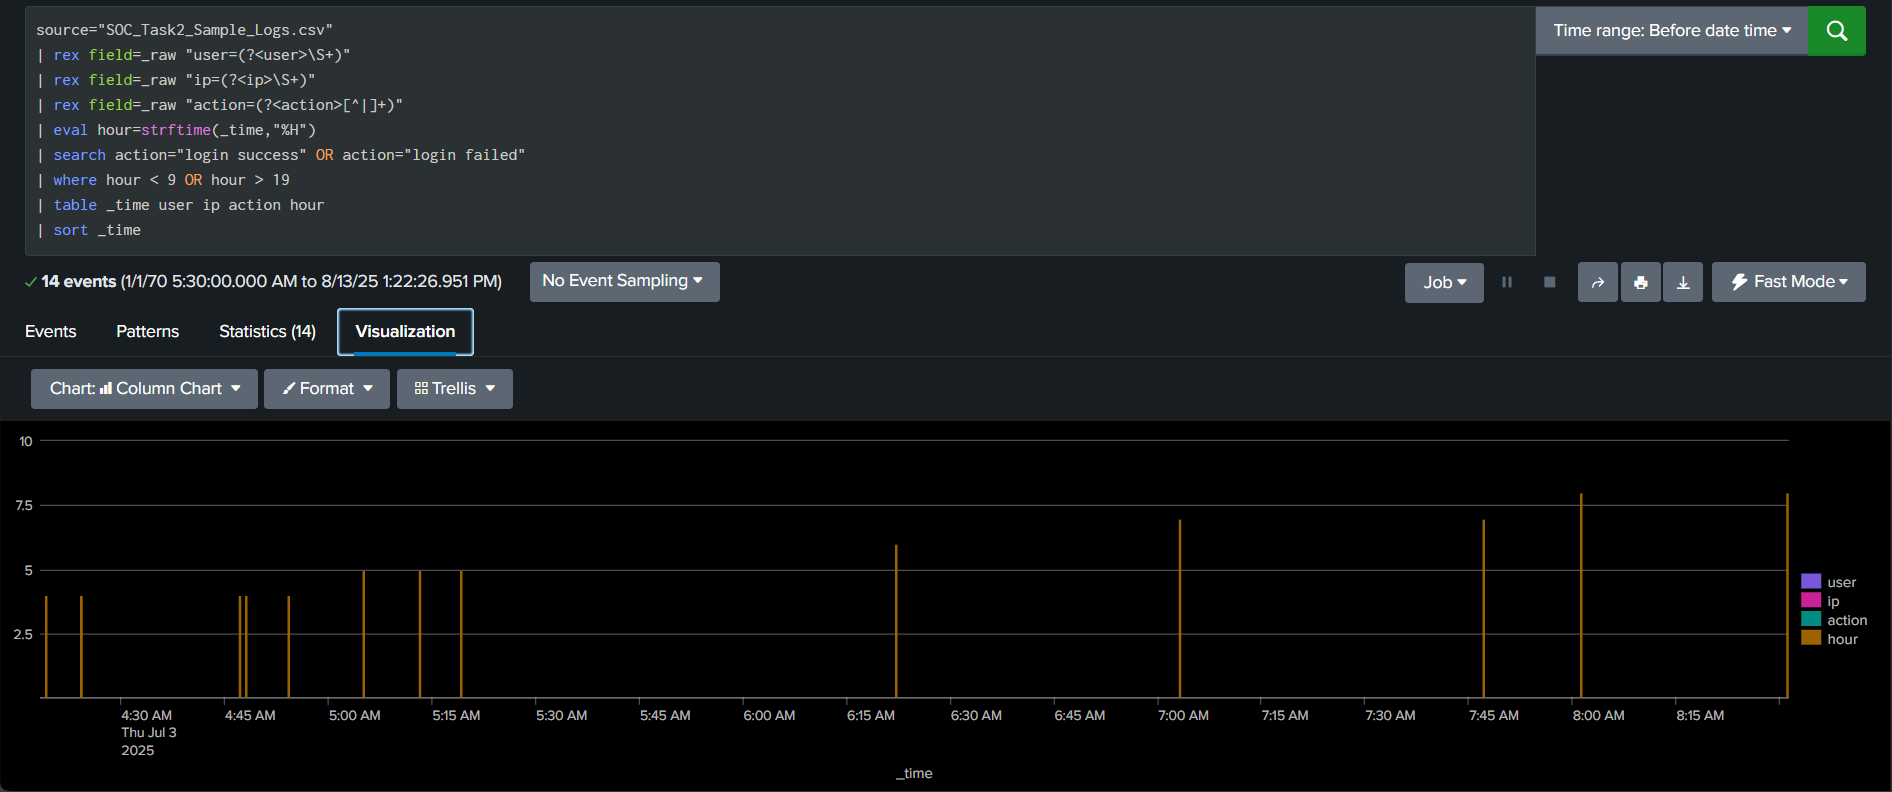 source="SOC_Task2_Sample_Logs.csv"
| rex field=_raw "user=(?<user>\S+)"
| rex field=_raw "ip=(?<ip>\S+)"
| rex field=_raw "action=(?<action>[^|]+)"
| eval hour=strftime(_time,"%H")
| search action="login success" OR action="login failed"
| where hour < 9 OR hour > 19
| table _time user ip action hour
| sort _time
Time range: Before date time
14 events (1/1/70 5:30:00.000 AM to 8/13/25 1:22:26.951 PM)
No Event Sampling
Job
Fast Mode
Events
Patterns
Statistics (14)
Visualization
Chart: Column Chart
Format
Trellis
10
7.5
5
2.5
user
ip
action
hour
4:30 AM
Thu Jul 3
2025
4:45 AM
5:00 AM
5:15 AM
5:30 AM
5:45 AM
6:00 AM
6:15 AM
6:30 AM
6:45 AM
7:00 AM
7:15 AM
7:30 AM
7:45 AM
8:00 AM
8:15 AM
_time